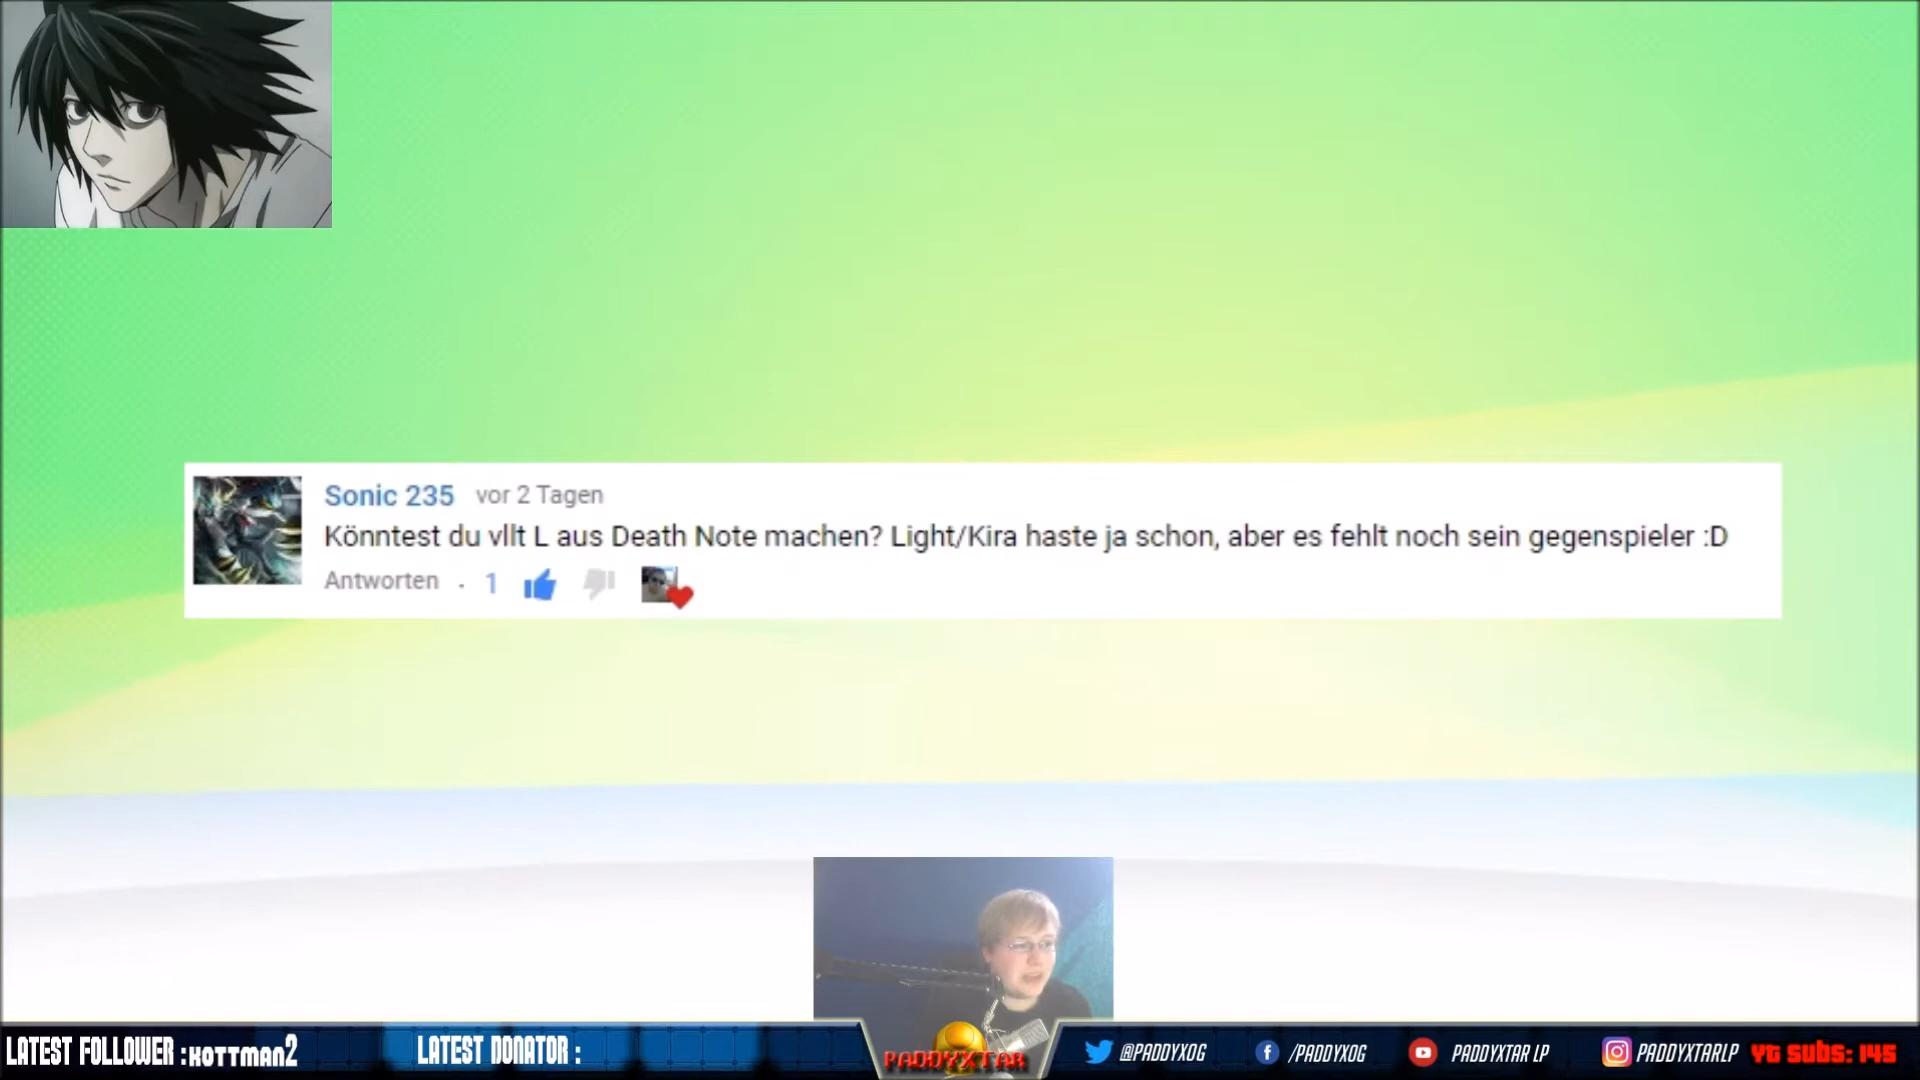 Sonic 235 vor 2 Tagen
Könntest du vllt L aus Death Note machen? Light/Kira haste ja schon, aber es fehlt noch sein gegenspieler :D
Antworten · 1
LATEST FOLLOWER :KOTTMAN2
LATEST DONATOR :
PADDYXTAR
@PADDYXOG
/PADDYXOG
PADDYXTAR LP
PADDYXTARLP
YT SUBS: 145